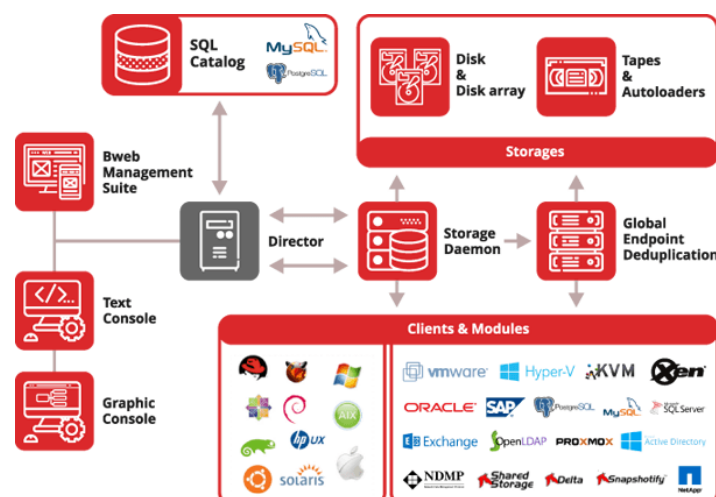 SQL
Catalog
MySQL
PostgreSQL
Disk
&
Disk array
Tapes
&
Autoloaders
Storages
Bweb
Management
Suite
Director
Storage
Daemon
Global
Endpoint
Deduplication
</>...
Text
Console
Graphic
Console
Clients & Modules
AIX
hp UX
solaris
vmware
Hyper-V
KVM
Xen
ORACLE
SAP
PostgreSQL
MySQL
SQL Server
Exchange
OpenLDAP
PROXMOX
Active Directory
NDMP
Shared
Storage
Delta
Snapshotify
NetApp